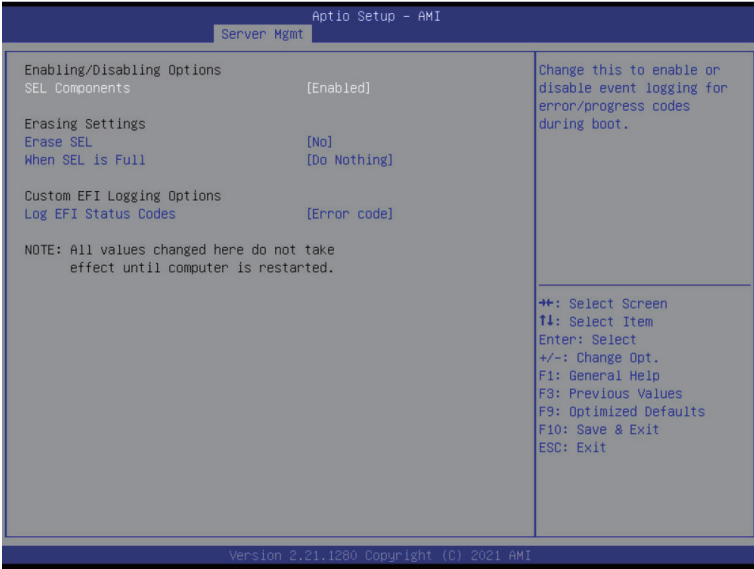 Aptio Setup - AMI
Server Mgmt
Enabling/Disabling Options
SEL Components [Enabled]
Erasing Settings
Erase SEL [No]
When SEL is Full [Do Nothing]
Custom EFI Logging Options
Log EFI Status Codes [Error code]
NOTE: All values changed here do not take
effect until computer is restarted.
Change this to enable or
disable event logging for
error/progress codes
during boot.
→←: Select Screen
↑↓: Select Item
Enter: Select
+/-: Change Opt.
F1: General Help
F3: Previous Values
F9: Optimized Defaults
F10: Save & Exit
ESC: Exit
Version 2.21.1280 Copyright (C) 2021 AMI